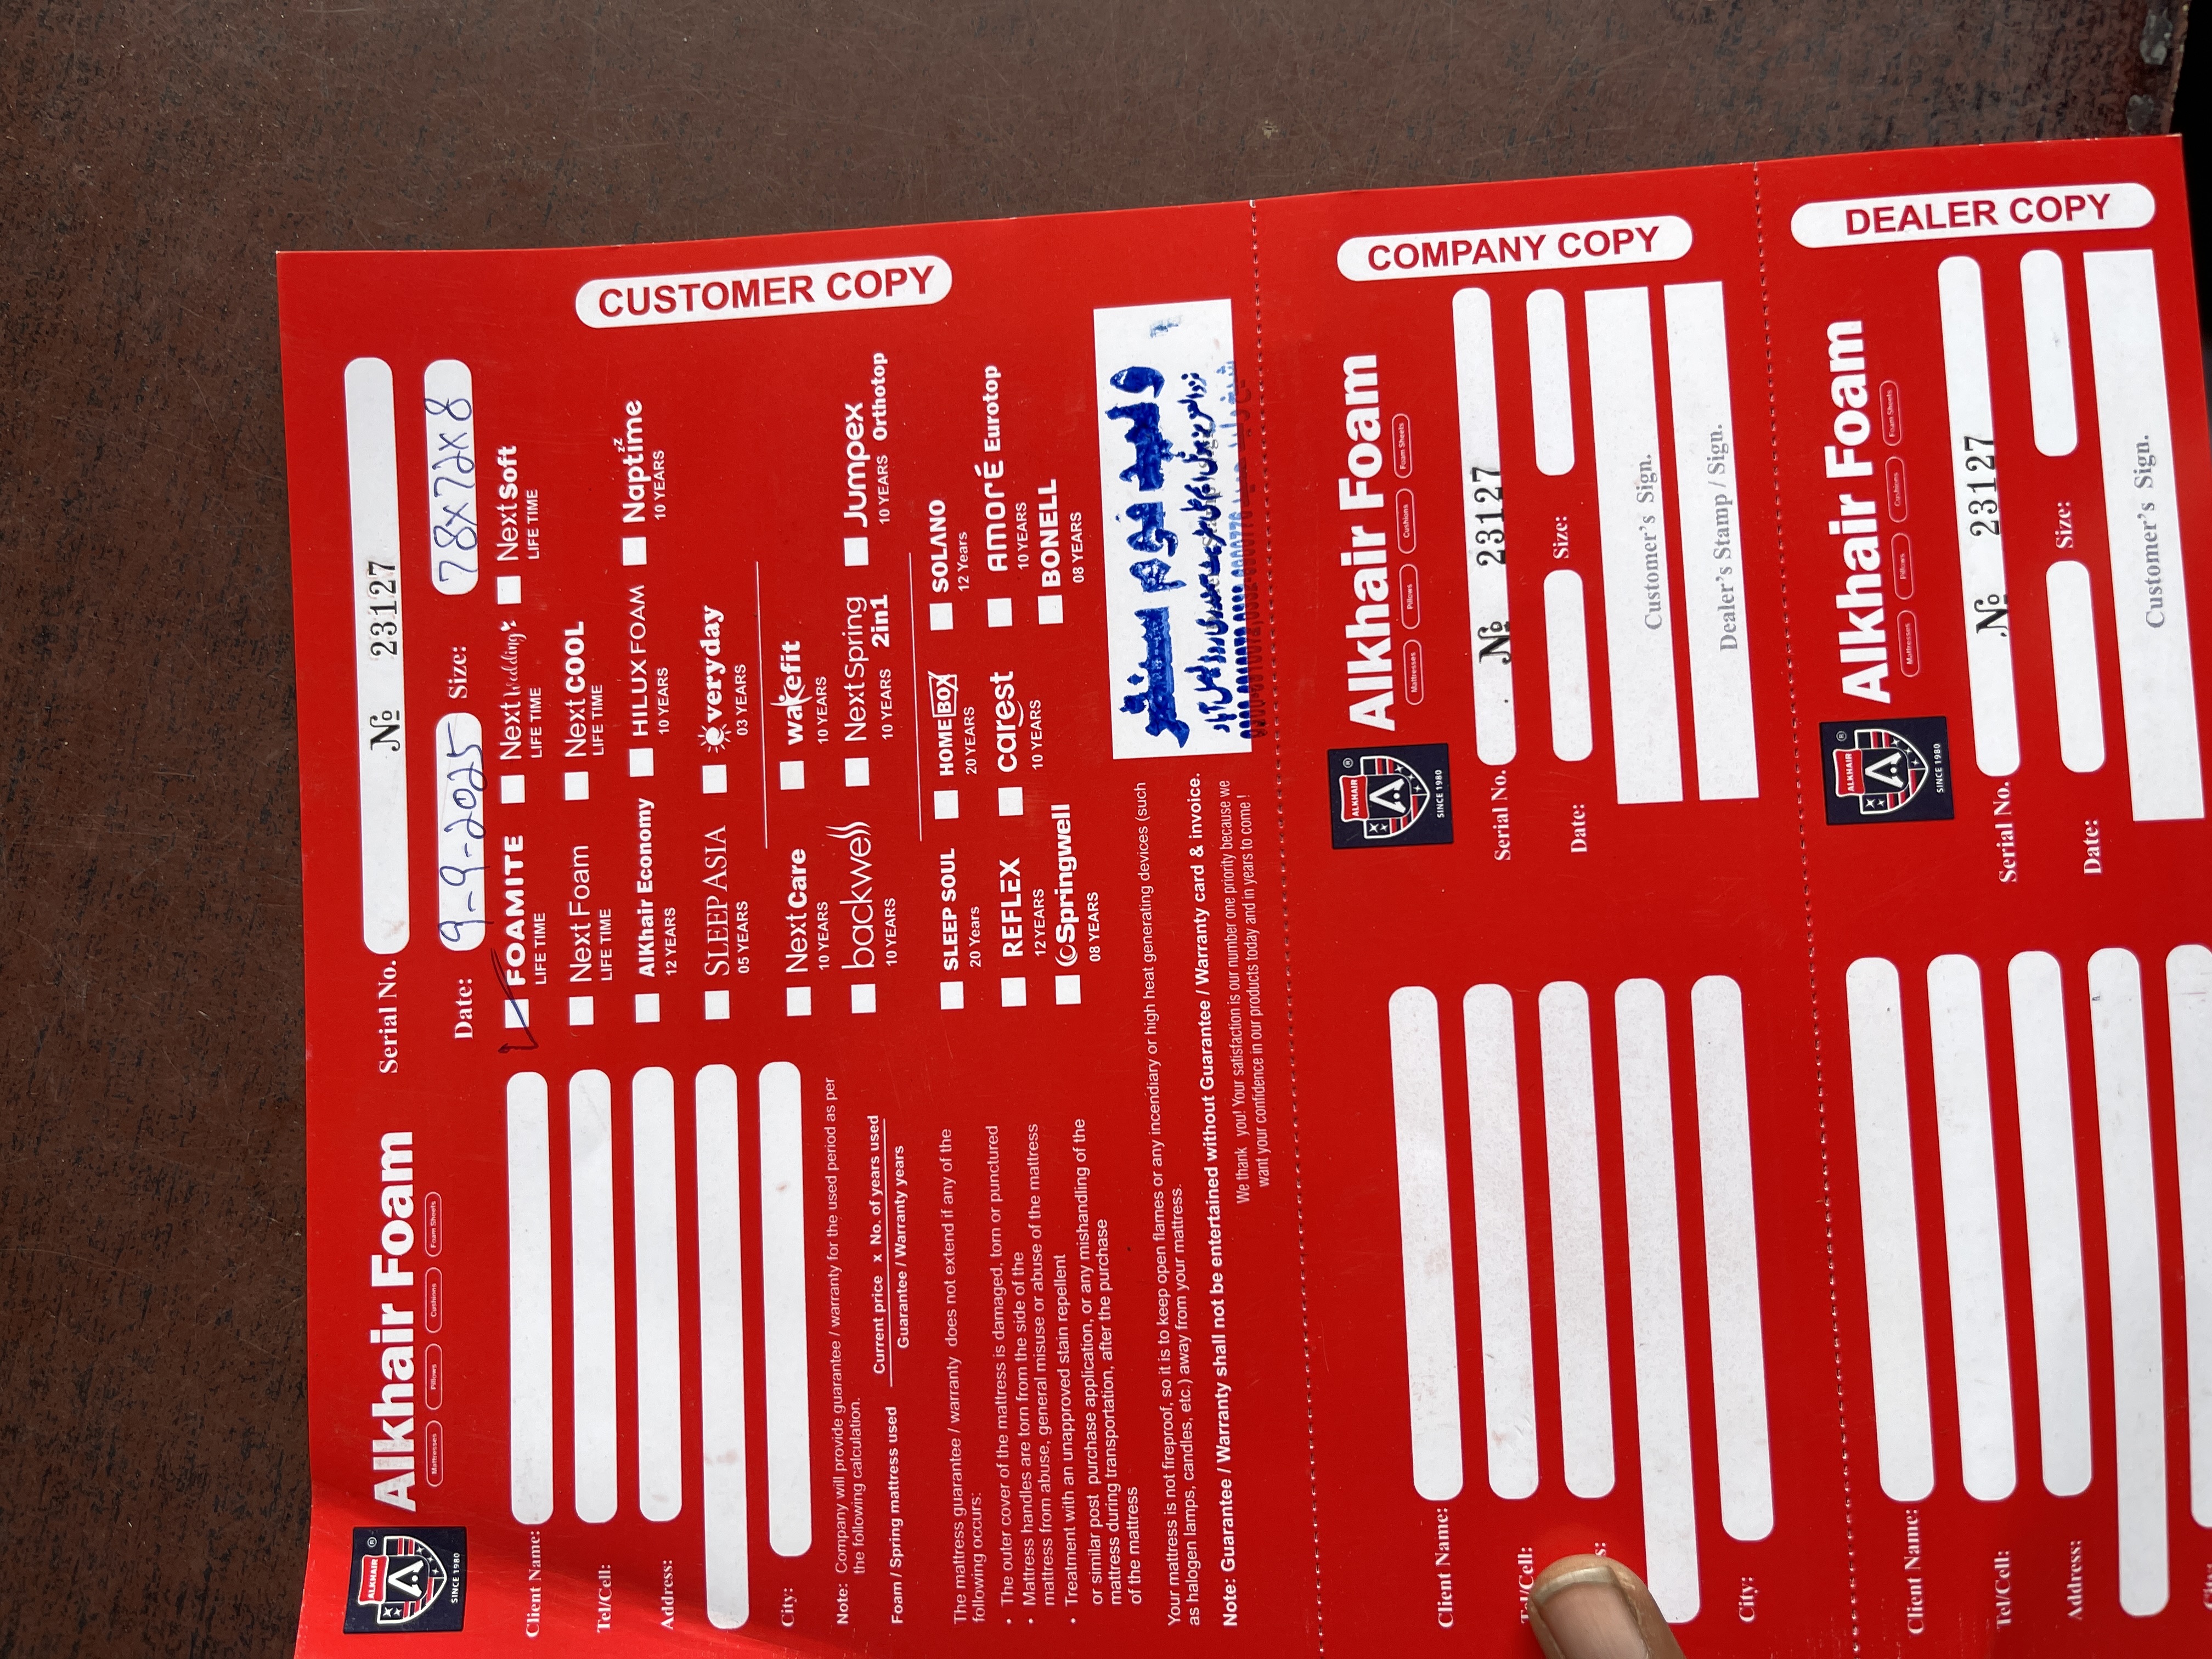 ALKHAIR
®
SINCE 1980
Alkhair Foam
Mattresses Pillows Cushions Foam Sheets
Serial No. № 23127
Date: 9-9-2025 Size: 78x72x8
CUSTOMER COPY
Client Name:
Tel/Cell:
Address:
City:
FOAMITE
LIFE TIME
Next Wedding
LIFE TIME
Next Soft
LIFE TIME
Next Foam
LIFE TIME
Next COOL
LIFE TIME
AlKhair Economy
12 YEARS
HILUX FOAM
10 YEARS
Naptime zz
10 YEARS
SLEEP ASIA
05 YEARS
veryday
03 YEARS
Next Care
10 YEARS
wakefit
10 YEARS
backwell
10 YEARS
Next Spring
10 YEARS 2in1
Jumpex
10 YEARS Orthotop
SLEEP SOUL
20 Years
HOME BOX
20 YEARS
SOLANO
12 Years
REFLEX
12 YEARS
carest
10 YEARS
AMORÉ Eurotop
10 YEARS
Springwell
08 YEARS
BONELL
08 YEARS
Note: Company will provide guarantee / warranty for the used period as per
the following calculation.
Foam / Spring mattress used
Current price x No. of years used
Guarantee / Warranty years
The mattress guarantee / warranty does not extend if any of the
following occurs:
• The outer cover of the mattress is damaged, torn or punctured
• Mattress handles are torn from the side of the
mattress from abuse, general misuse or abuse of the mattress
• Treatment with an unapproved stain repellent
or similar post purchase application, or any mishandling of the
mattress during transportation, after the purchase
of the mattress
Your mattress is not fireproof, so it is to keep open flames or any incendiary or high heat generating devices (such
as halogen lamps, candles, etc.) away from your mattress.
Note: Guarantee / Warranty shall not be entertained without Guarantee / Warranty card & invoice.
We thank you! Your satisfaction is our number one priority because we
want your confidence in our products today and in years to come !
ولید فوم سنٹر
ALKHAIR
®
SINCE 1980
Alkhair Foam
Mattresses Pillows Cushions Foam Sheets
COMPANY COPY
Serial No. № 23127
Date: Size:
Customer's Sign.
Dealer's Stamp / Sign.
Client Name:
Tel/Cell:
City:
ALKHAIR
®
SINCE 1980
Alkhair Foam
Mattresses Pillows Cushions Foam Sheets
DEALER COPY
Serial No. № 23127
Date: Size:
Customer's Sign.
Client Name:
Tel/Cell:
Address: